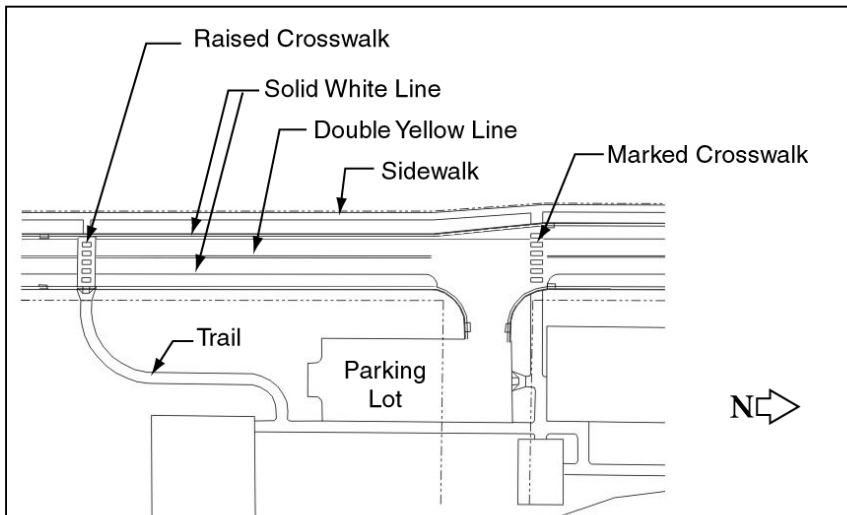 Raised Crosswalk
Solid White Line
Double Yellow Line
Sidewalk
Marked Crosswalk
Trail
Parking
Lot
N